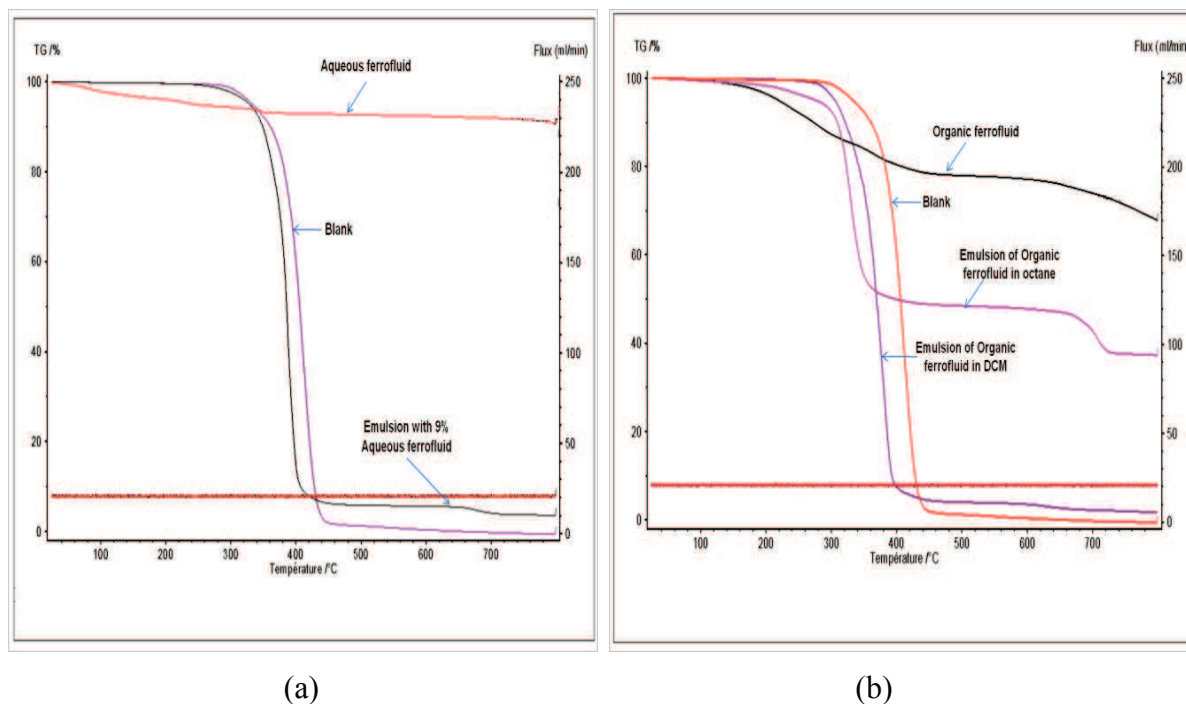 TG /%
Flux (ml/min)
100
80
60
40
20
0
250
200
150
100
50
0
Aqueous ferrofluid
Blank
Emulsion with 9%
Aqueous ferrofluid
100
200
300
400
500
600
700
Température /°C
(a)
TG /%
Flux (ml/min)
100
80
60
40
20
0
250
200
150
100
50
0
Organic ferrofluid
Blank
Emulsion of Organic
ferrofluid in octane
Emulsion of Organic
ferrofluid in DCM
100
200
300
400
500
600
700
Température /°C
(b)